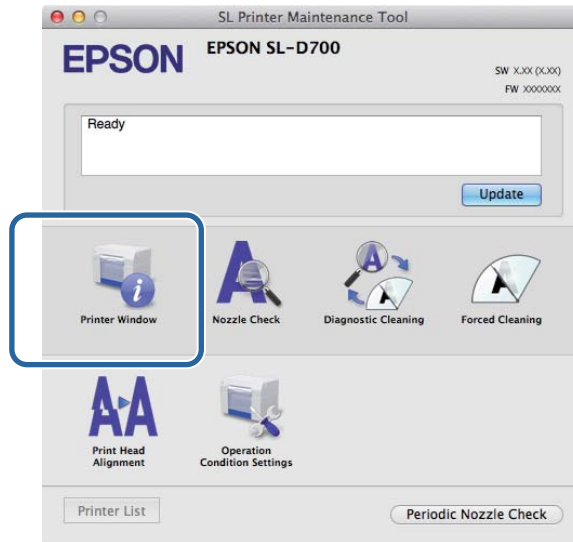 SL Printer Maintenance Tool
EPSON
EPSON SL-D700
SW X.XX (X.XX)
FW XXXXXXX
Ready
Update
Printer Window
Nozzle Check
Diagnostic Cleaning
Forced Cleaning
Print Head
Alignment
Operation
Condition Settings
Printer List
Periodic Nozzle Check